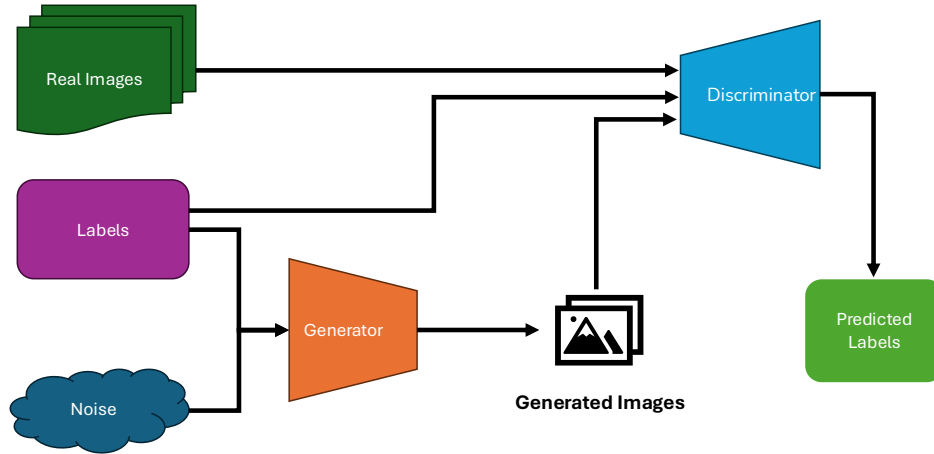 Real Images
Discriminator
Labels
Generator
Predicted
Labels
Noise
Generated Images